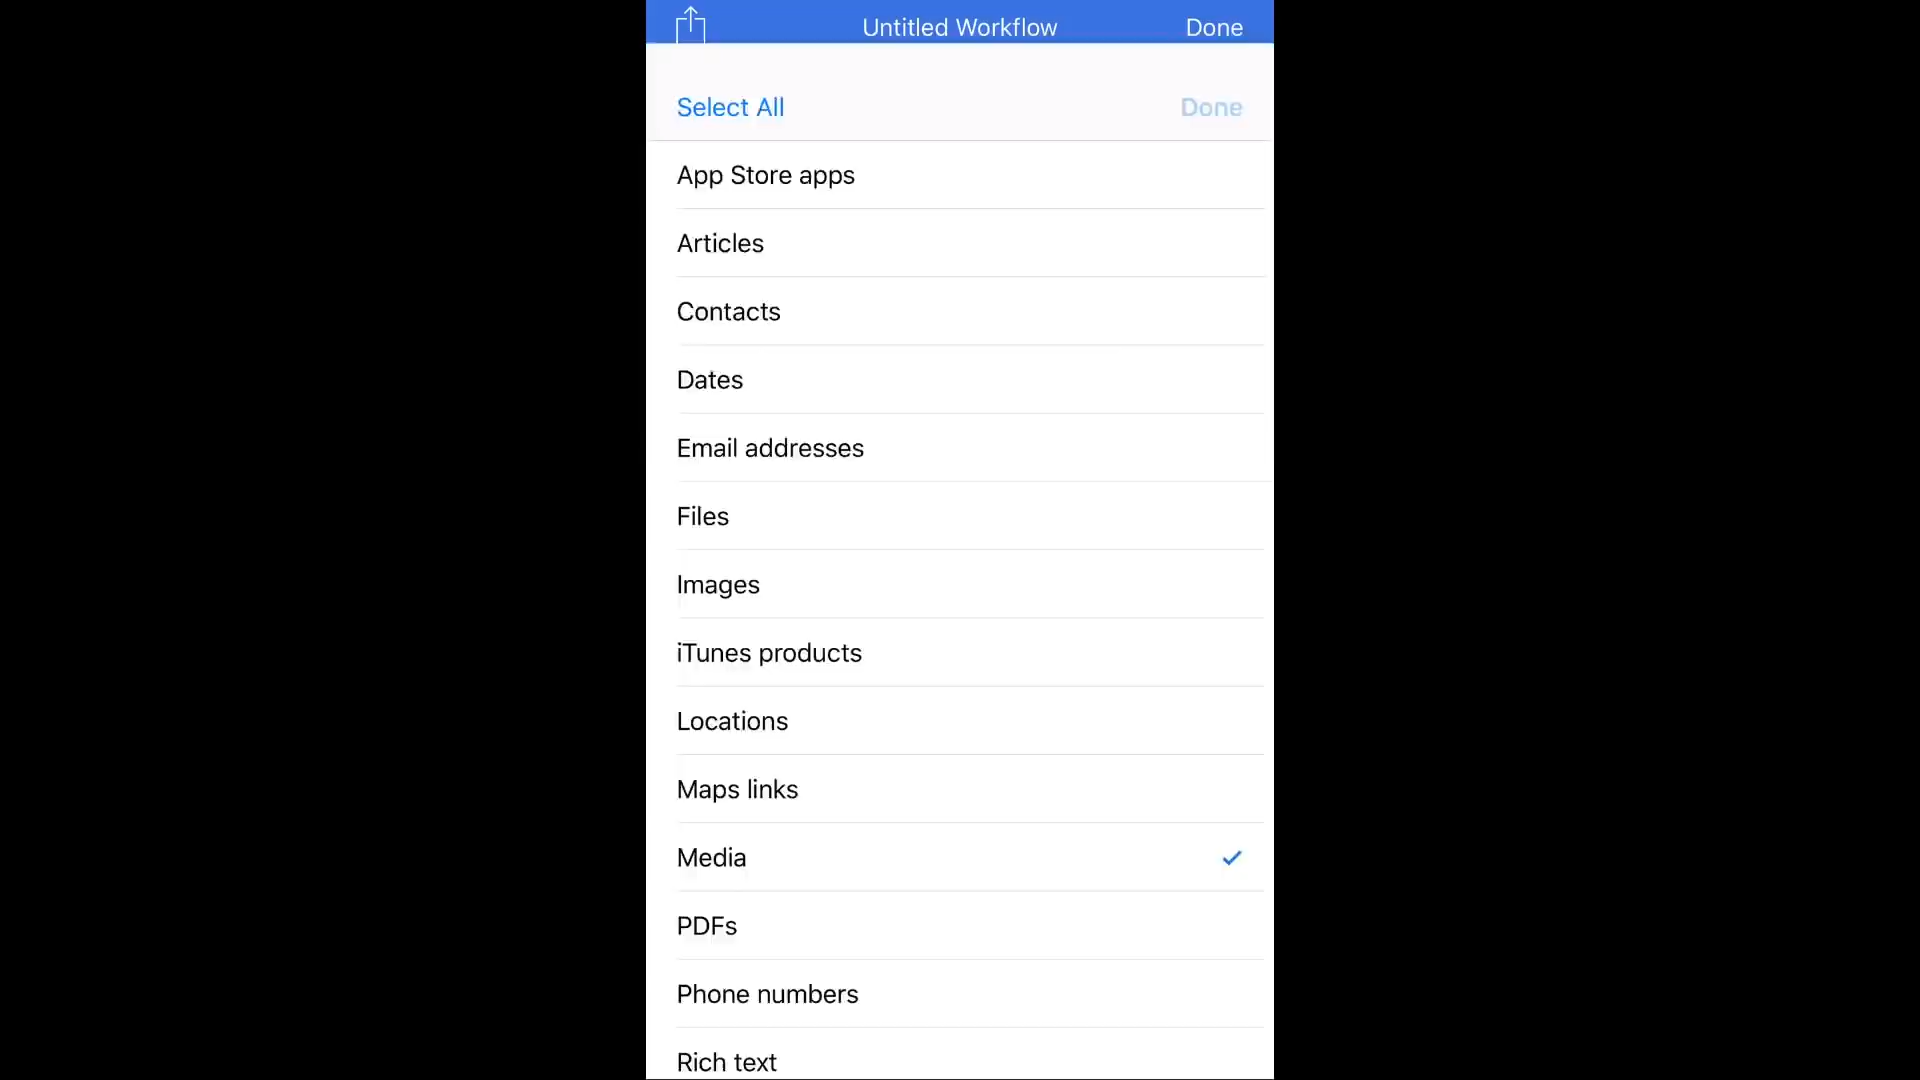 Untitled Workflow
Done
Select All
Done
App Store apps
Articles
Contacts
Dates
Email addresses
Files
Images
iTunes products
Locations
Maps links
Media
PDFs
Phone numbers
Rich text